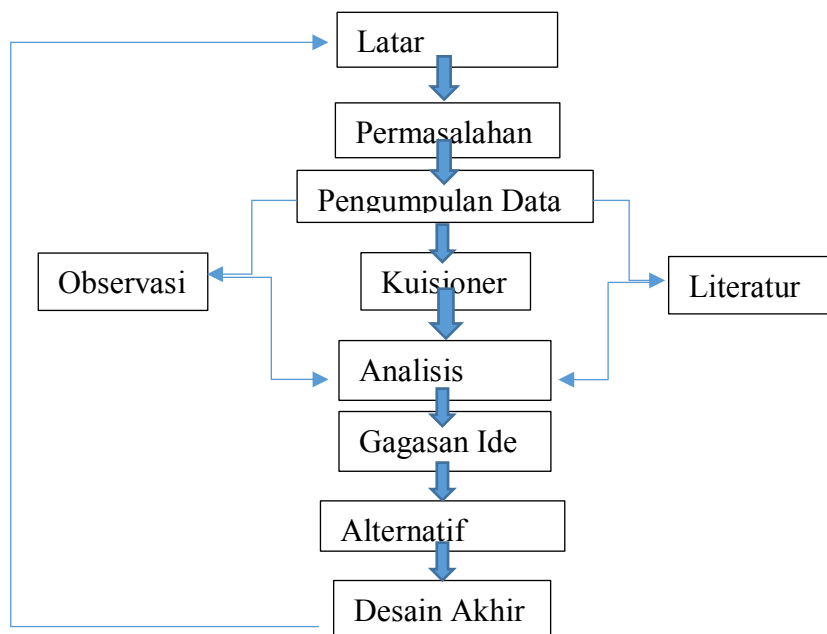 Latar
Permasalahan
Pengumpulan Data
Observasi
Kuisioner
Literatur
Analisis
Gagasan Ide
Alternatif
Desain Akhir